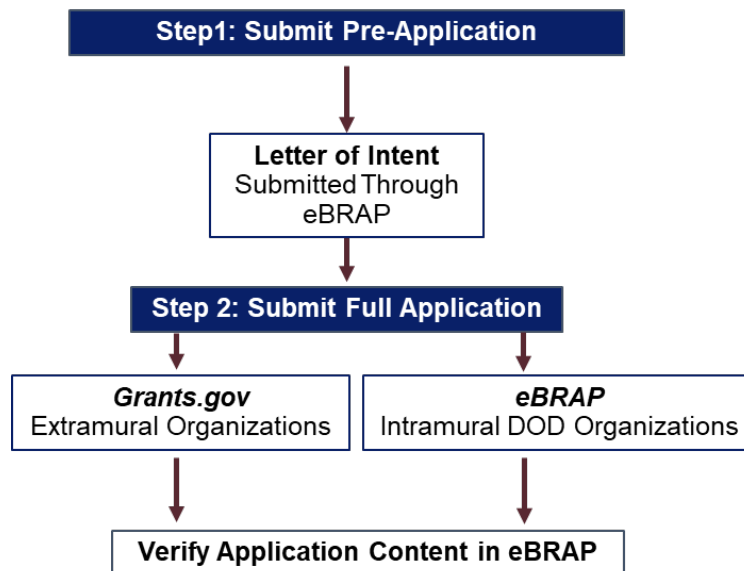 Step1: Submit Pre-Application
Letter of Intent
Submitted Through
eBRAP
Step 2: Submit Full Application
Grants.gov
Extramural Organizations
eBRAP
Intramural DOD Organizations
Verify Application Content in eBRAP